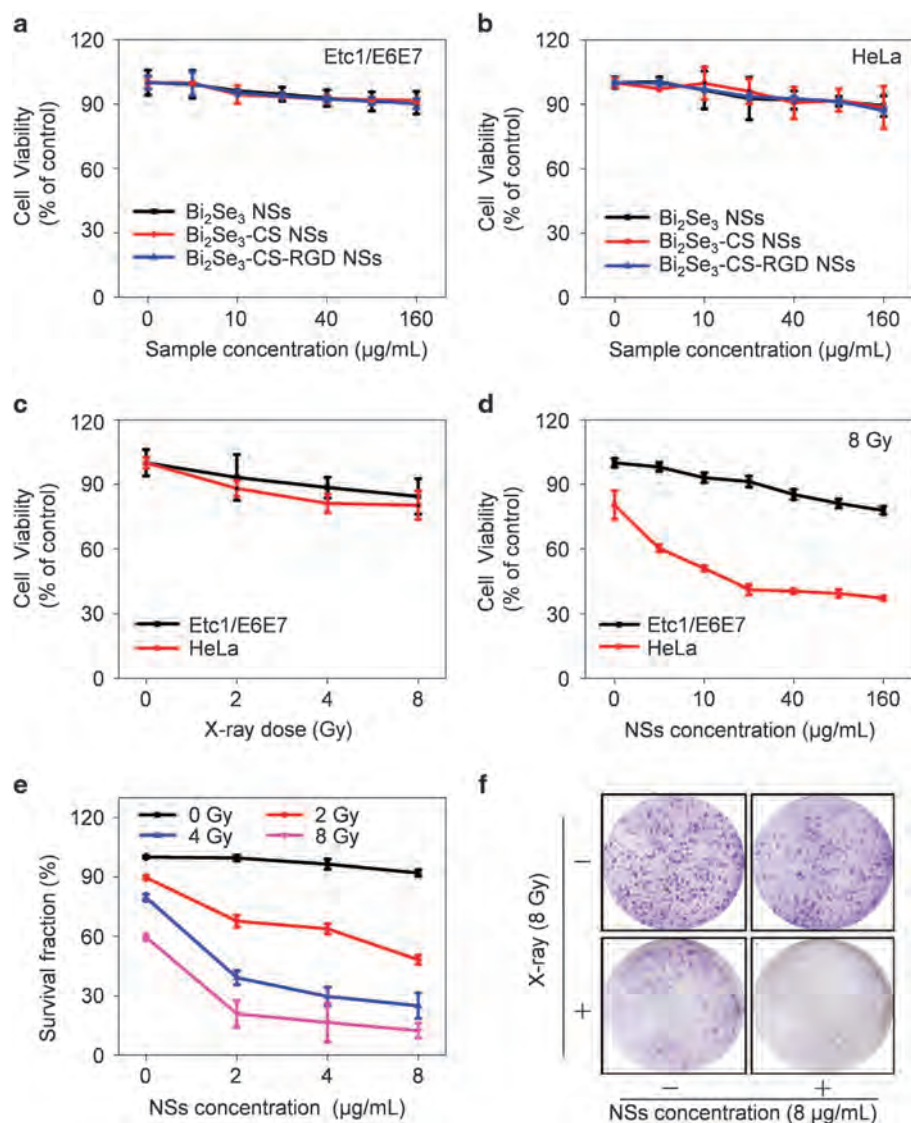 a
120
90
60
30
0
Cell Viability
(% of control)
Etc1/E6E7
Bi₂Se₃ NSs
Bi₂Se₃-CS NSs
Bi₂Se₃-CS-RGD NSs
0 10 40 160
Sample concentration (µg/mL)
b
120
90
60
30
0
Cell Viability
(% of control)
HeLa
Bi₂Se₃ NSs
Bi₂Se₃-CS NSs
Bi₂Se₃-CS-RGD NSs
0 10 40 160
Sample concentration (µg/mL)
c
120
90
60
30
0
Cell Viability
(% of control)
Etc1/E6E7
HeLa
0 2 4 8
X-ray dose (Gy)
d
120
90
60
30
0
Cell Viability
(% of control)
8 Gy
Etc1/E6E7
HeLa
0 10 40 160
NSs concentration (µg/mL)
e
120
90
60
30
0
Survival fraction (%)
0 Gy 2 Gy
4 Gy 8 Gy
0 2 4 8
NSs concentration (µg/mL)
f
X-ray (8 Gy)
−
+
− +
NSs concentration (8 µg/mL)